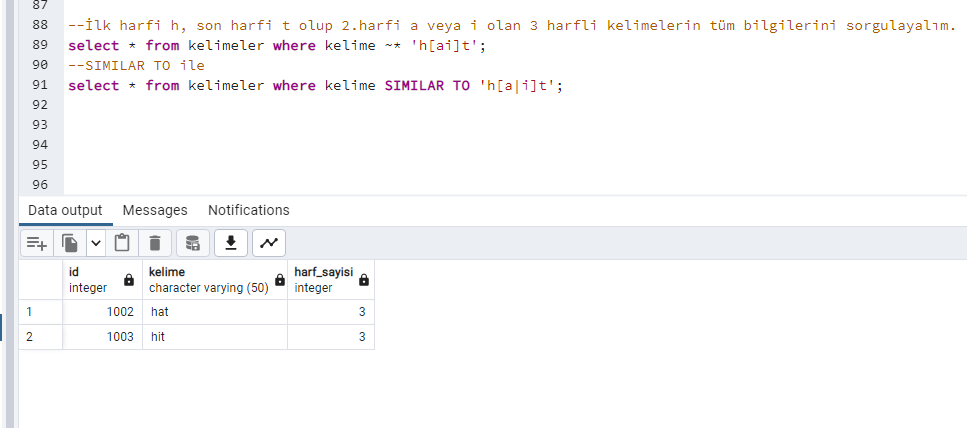 87
88 --İlk harfi h, son harfi t olup 2.harfi a veya i olan 3 harfli kelimelerin tüm bilgilerini sorgulayalım.
89 select * from kelimeler where kelime ~* 'h[ai]t';
90 --SIMILAR TO ile
91 select * from kelimeler where kelime SIMILAR TO 'h[a|i]t';
92
93
94
95
96
Data output Messages Notifications
id kelime harf_sayisi
integer character varying (50) integer
1 1002 hat 3
2 1003 hit 3